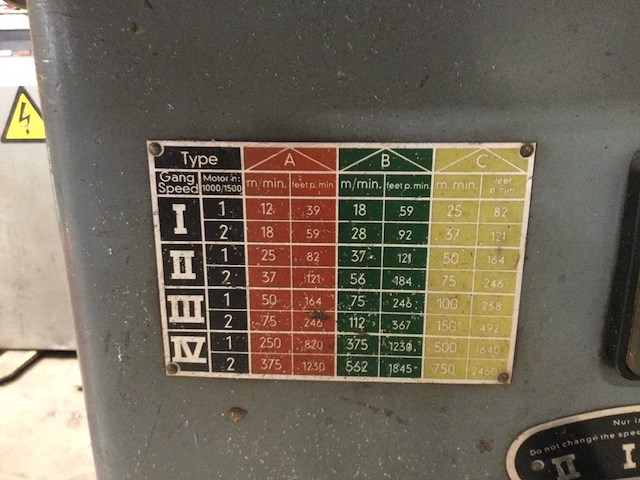 Type A B C
Gang Speed Motor n: 1000/1500 m/min. feet p. min m/min. feet p. min m min. feet p. min
I 1 12 39 18 59 25 82
2 18 59 28 92 37 121
II 1 25 82 37 121 50 164
2 37 121 56 184 75 246
III 1 50 164 75 246 100
2 75 246 112 367 150 492
IV 1 250 820 375 1230 500 1640
2 375 1230 562 1845 750 2460
Nur
Do not change the
II I